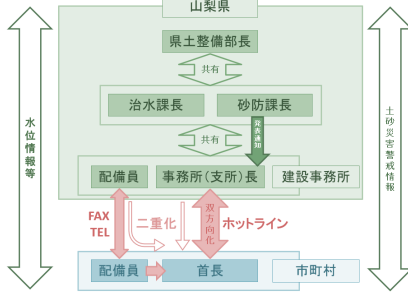 山梨県
県土整備部長
共有
治水課長
砂防課長
発表通知
共有
配備員
事務所(支所)長
建設事務所
水位情報等
土砂災害警戒情報
FAX
TEL
二重化
双方向化
ホットライン
配備員
首長
市町村